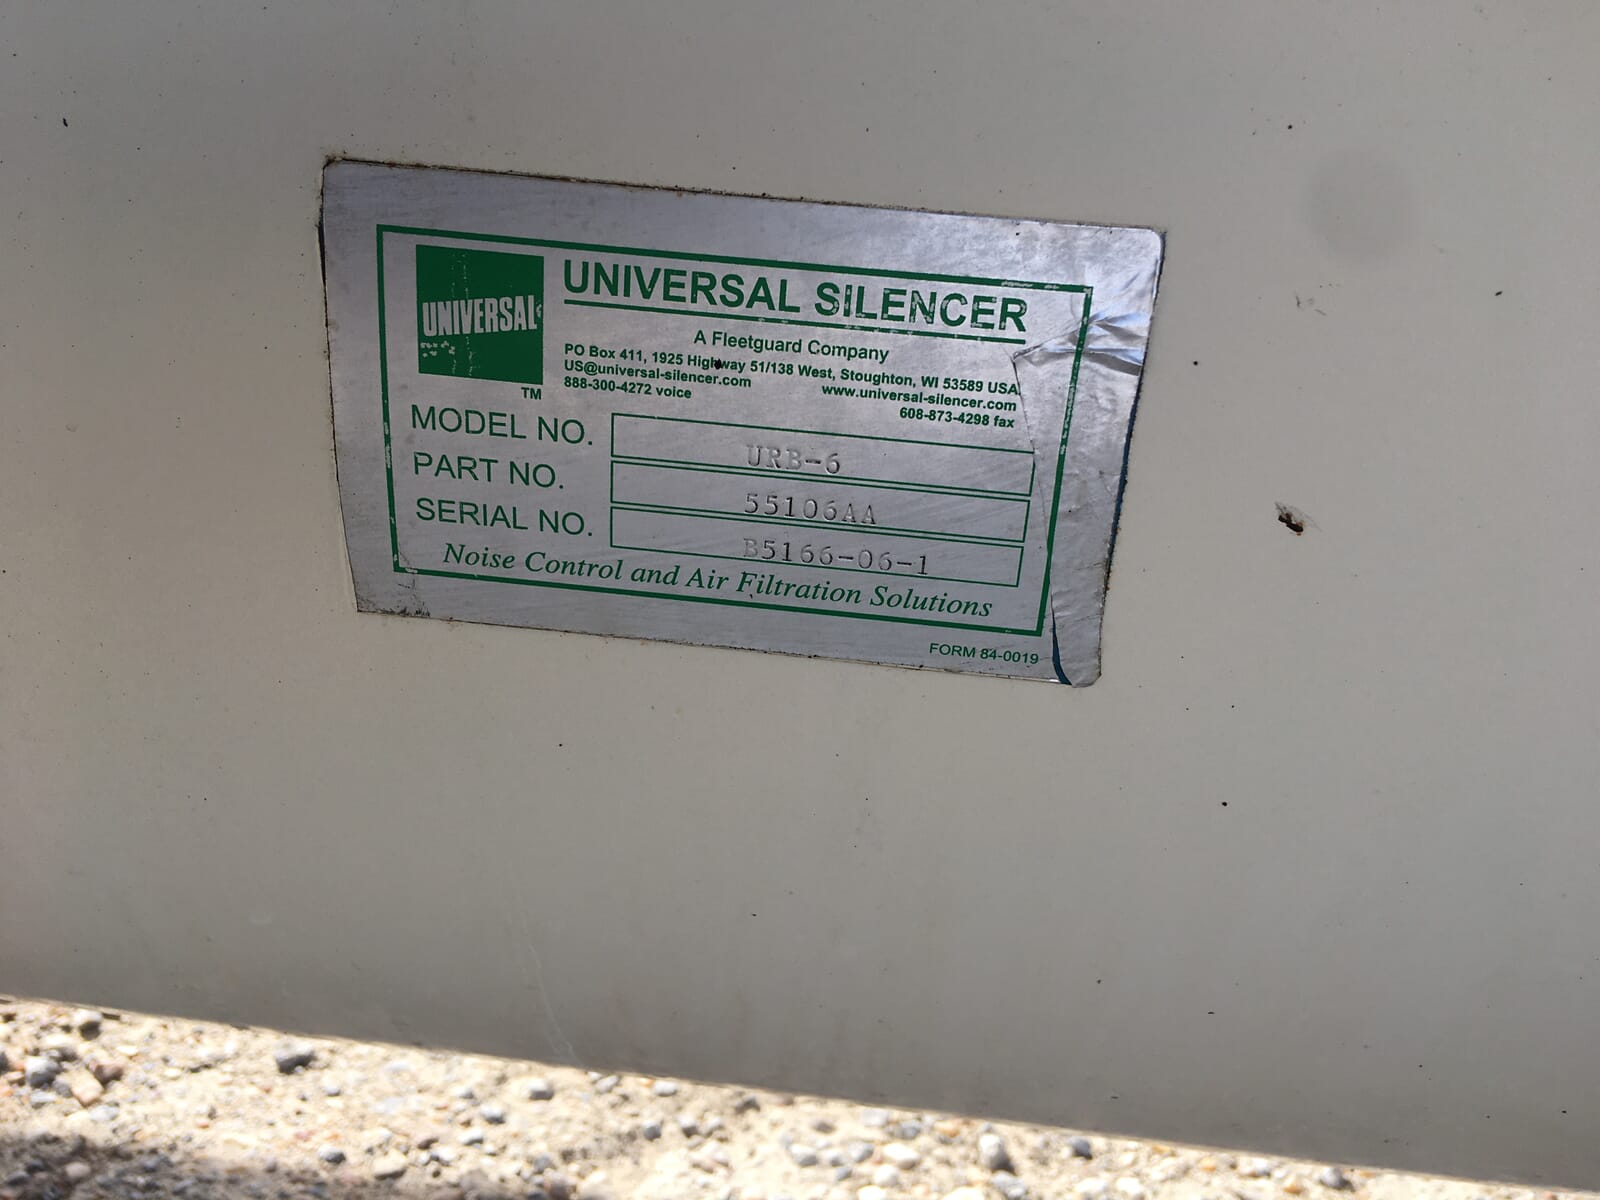 UNIVERSAL
TM
UNIVERSAL SILENCER
A Fleetguard Company
PO Box 411, 1925 Highway 51/138 West, Stoughton, WI 53589 USA
US@universal-silencer.com www.universal-silencer.com
888-300-4272 voice 608-873-4298 fax
MODEL NO. URB-6
PART NO. 55106AA
SERIAL NO. B5166-06-1
Noise Control and Air Filtration Solutions
FORM 84-0019